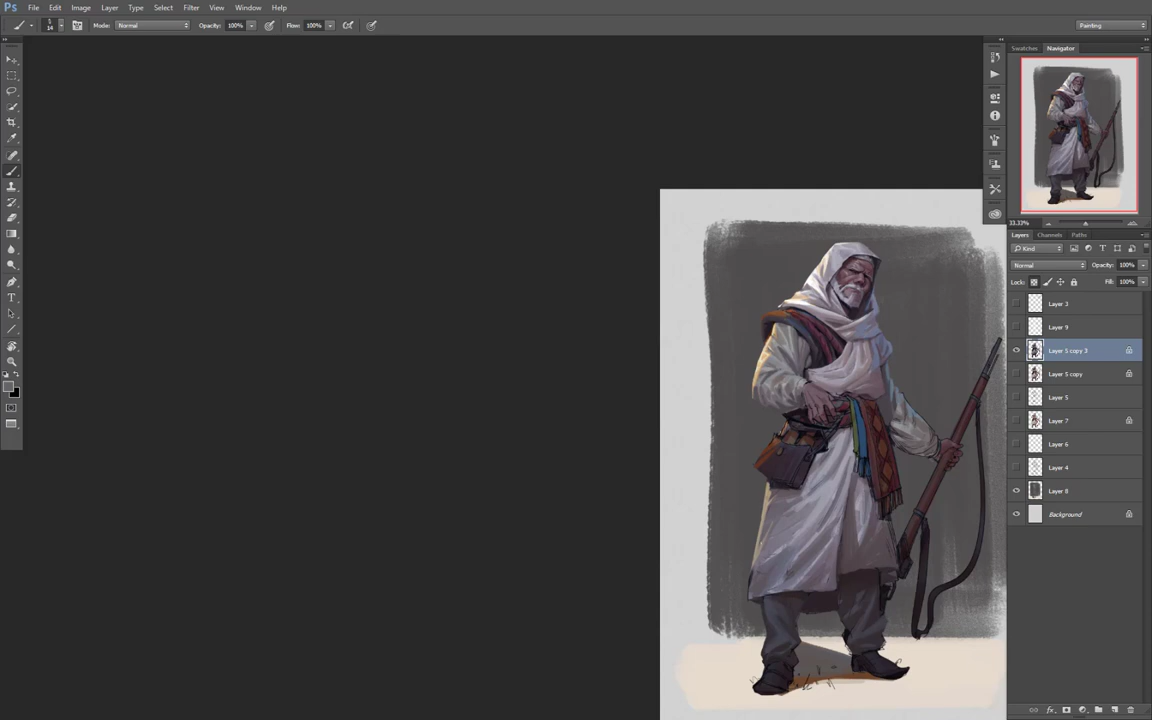 Ps File Edit Image Layer Type Select Filter View Window Help
14 Mode: Normal Opacity: 100% Flow: 100% Painting
Swatches Navigator
33.33%
Layers Channels Paths
Kind
Normal Opacity: 100%
Lock: Fill: 100%
Layer 3
Layer 9
Layer 5 copy 3
Layer 5 copy
Layer 5
Layer 7
Layer 6
Layer 4
Layer 8
Background
fx